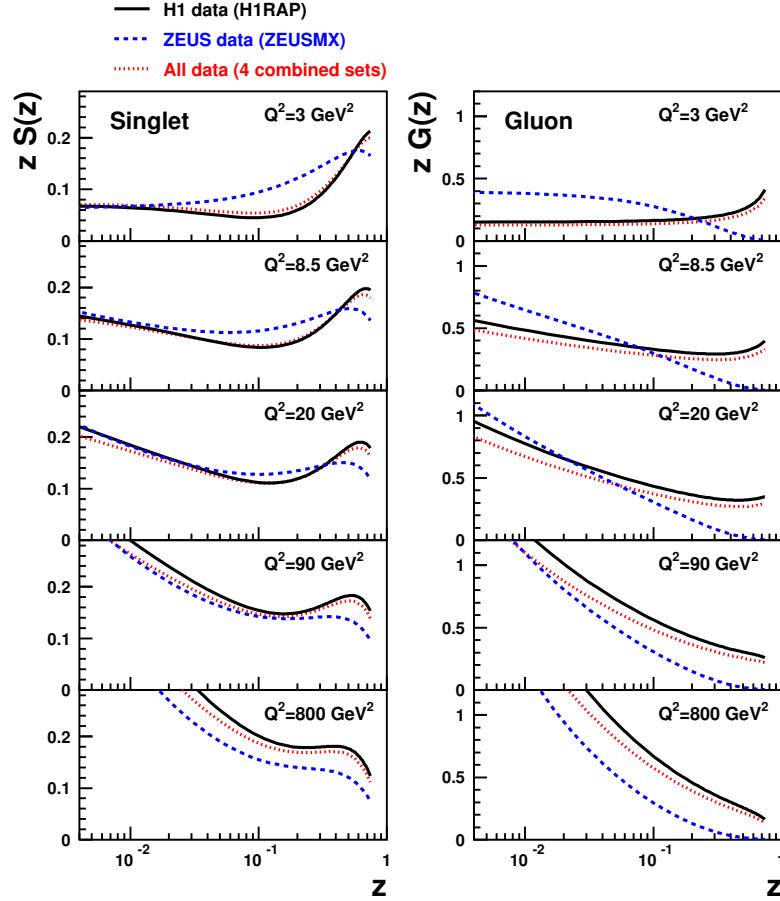 H1 data (H1RAP)
ZEUS data (ZEUSMX)
All data (4 combined sets)
z S(z)
Singlet
Q²=3 GeV²
0.2
0.1
0
Q²=8.5 GeV²
0.2
0.1
0
Q²=20 GeV²
0.2
0.1
0
Q²=90 GeV²
0.2
0.1
0
Q²=800 GeV²
0.2
0.1
0
10⁻² 10⁻¹ 1
z
z G(z)
Gluon
Q²=3 GeV²
1
0.5
0
Q²=8.5 GeV²
1
0.5
0
Q²=20 GeV²
1
0.5
0
Q²=90 GeV²
1
0.5
0
Q²=800 GeV²
1
0.5
0
10⁻² 10⁻¹ 1
z